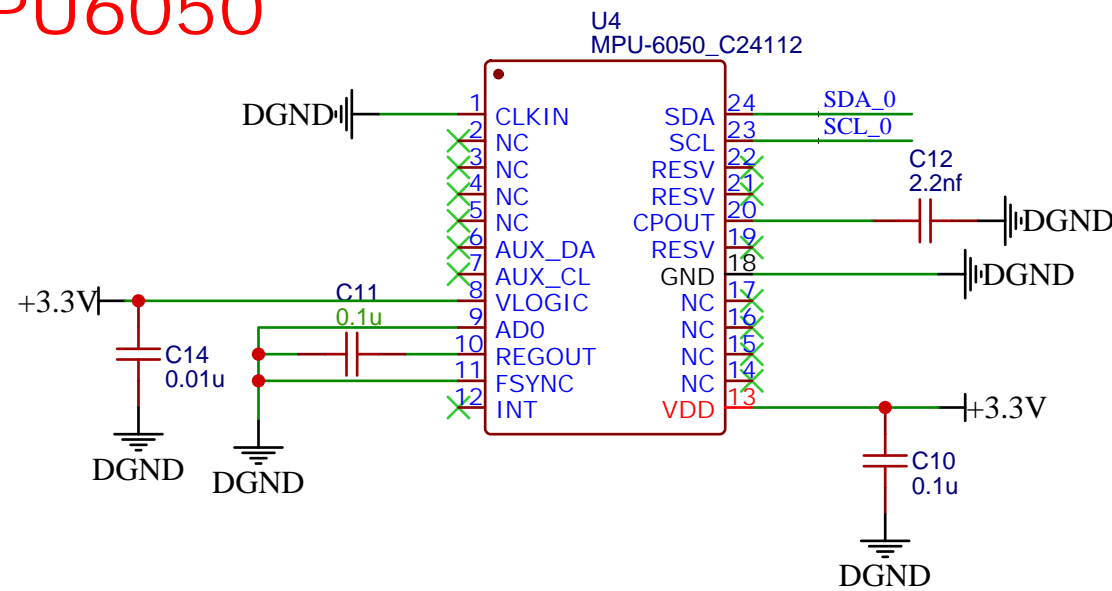 PU6050
U4
MPU-6050_C24112
DGND
1
CLKIN
2
NC
3
NC
4
NC
5
NC
6
AUX_DA
7
AUX_CL
8
VLOGIC
9
AD0
10
REGOUT
11
FSYNC
12
INT
24
SDA
SDA_0
23
SCL
SCL_0
22
RESV
21
RESV
20
CPOUT
19
RESV
18
GND
17
NC
16
NC
15
NC
14
NC
13
VDD
C12
2.2nf
DGND
DGND
+3.3V
C11
0.1u
C14
0.01u
DGND
DGND
+3.3V
C10
0.1u
DGND